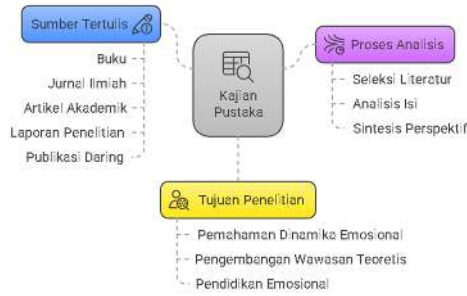 Sumber Tertulis
Buku
Jurnal Ilmiah
Artikel Akademik
Laporan Penelitian
Publikasi Daring
Kajian
Pustaka
Proses Analisis
Seleksi Literatur
Analisis Isi
Sintesis Perspektif
Tujuan Penelitian
Pemahaman Dinamika Emosional
Pengembangan Wawasan Teoretis
Pendidikan Emosional